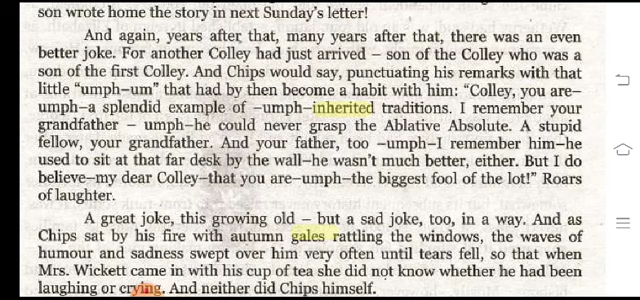 son wrote home the story in next Sunday's letter!
And again, years after that, many years after that, there was an even
better joke. For another Colley had just arrived – son of the Colley who was a
son of the first Colley. And Chips would say, punctuating his remarks with that
little “umph-um” that had by then become a habit with him: “Colley, you are–
umph–a splendid example of –umph–inherited traditions. I remember your
grandfather – umph–he could never grasp the Ablative Absolute. A stupid
fellow, your grandfather. And your father, too –umph–I remember him–he
used to sit at that far desk by the wall–he wasn't much better, either. But I do
believe–my dear Colley–that you are–umph–the biggest fool of the lot!” Roars
of laughter.
A great joke, this growing old – but a sad joke, too, in a way. And as
Chips sat by his fire with autumn gales rattling the windows, the waves of
humour and sadness swept over him very often until tears fell, so that when
Mrs. Wickett came in with his cup of tea she did not know whether he had been
laughing or crying. And neither did Chips himself.